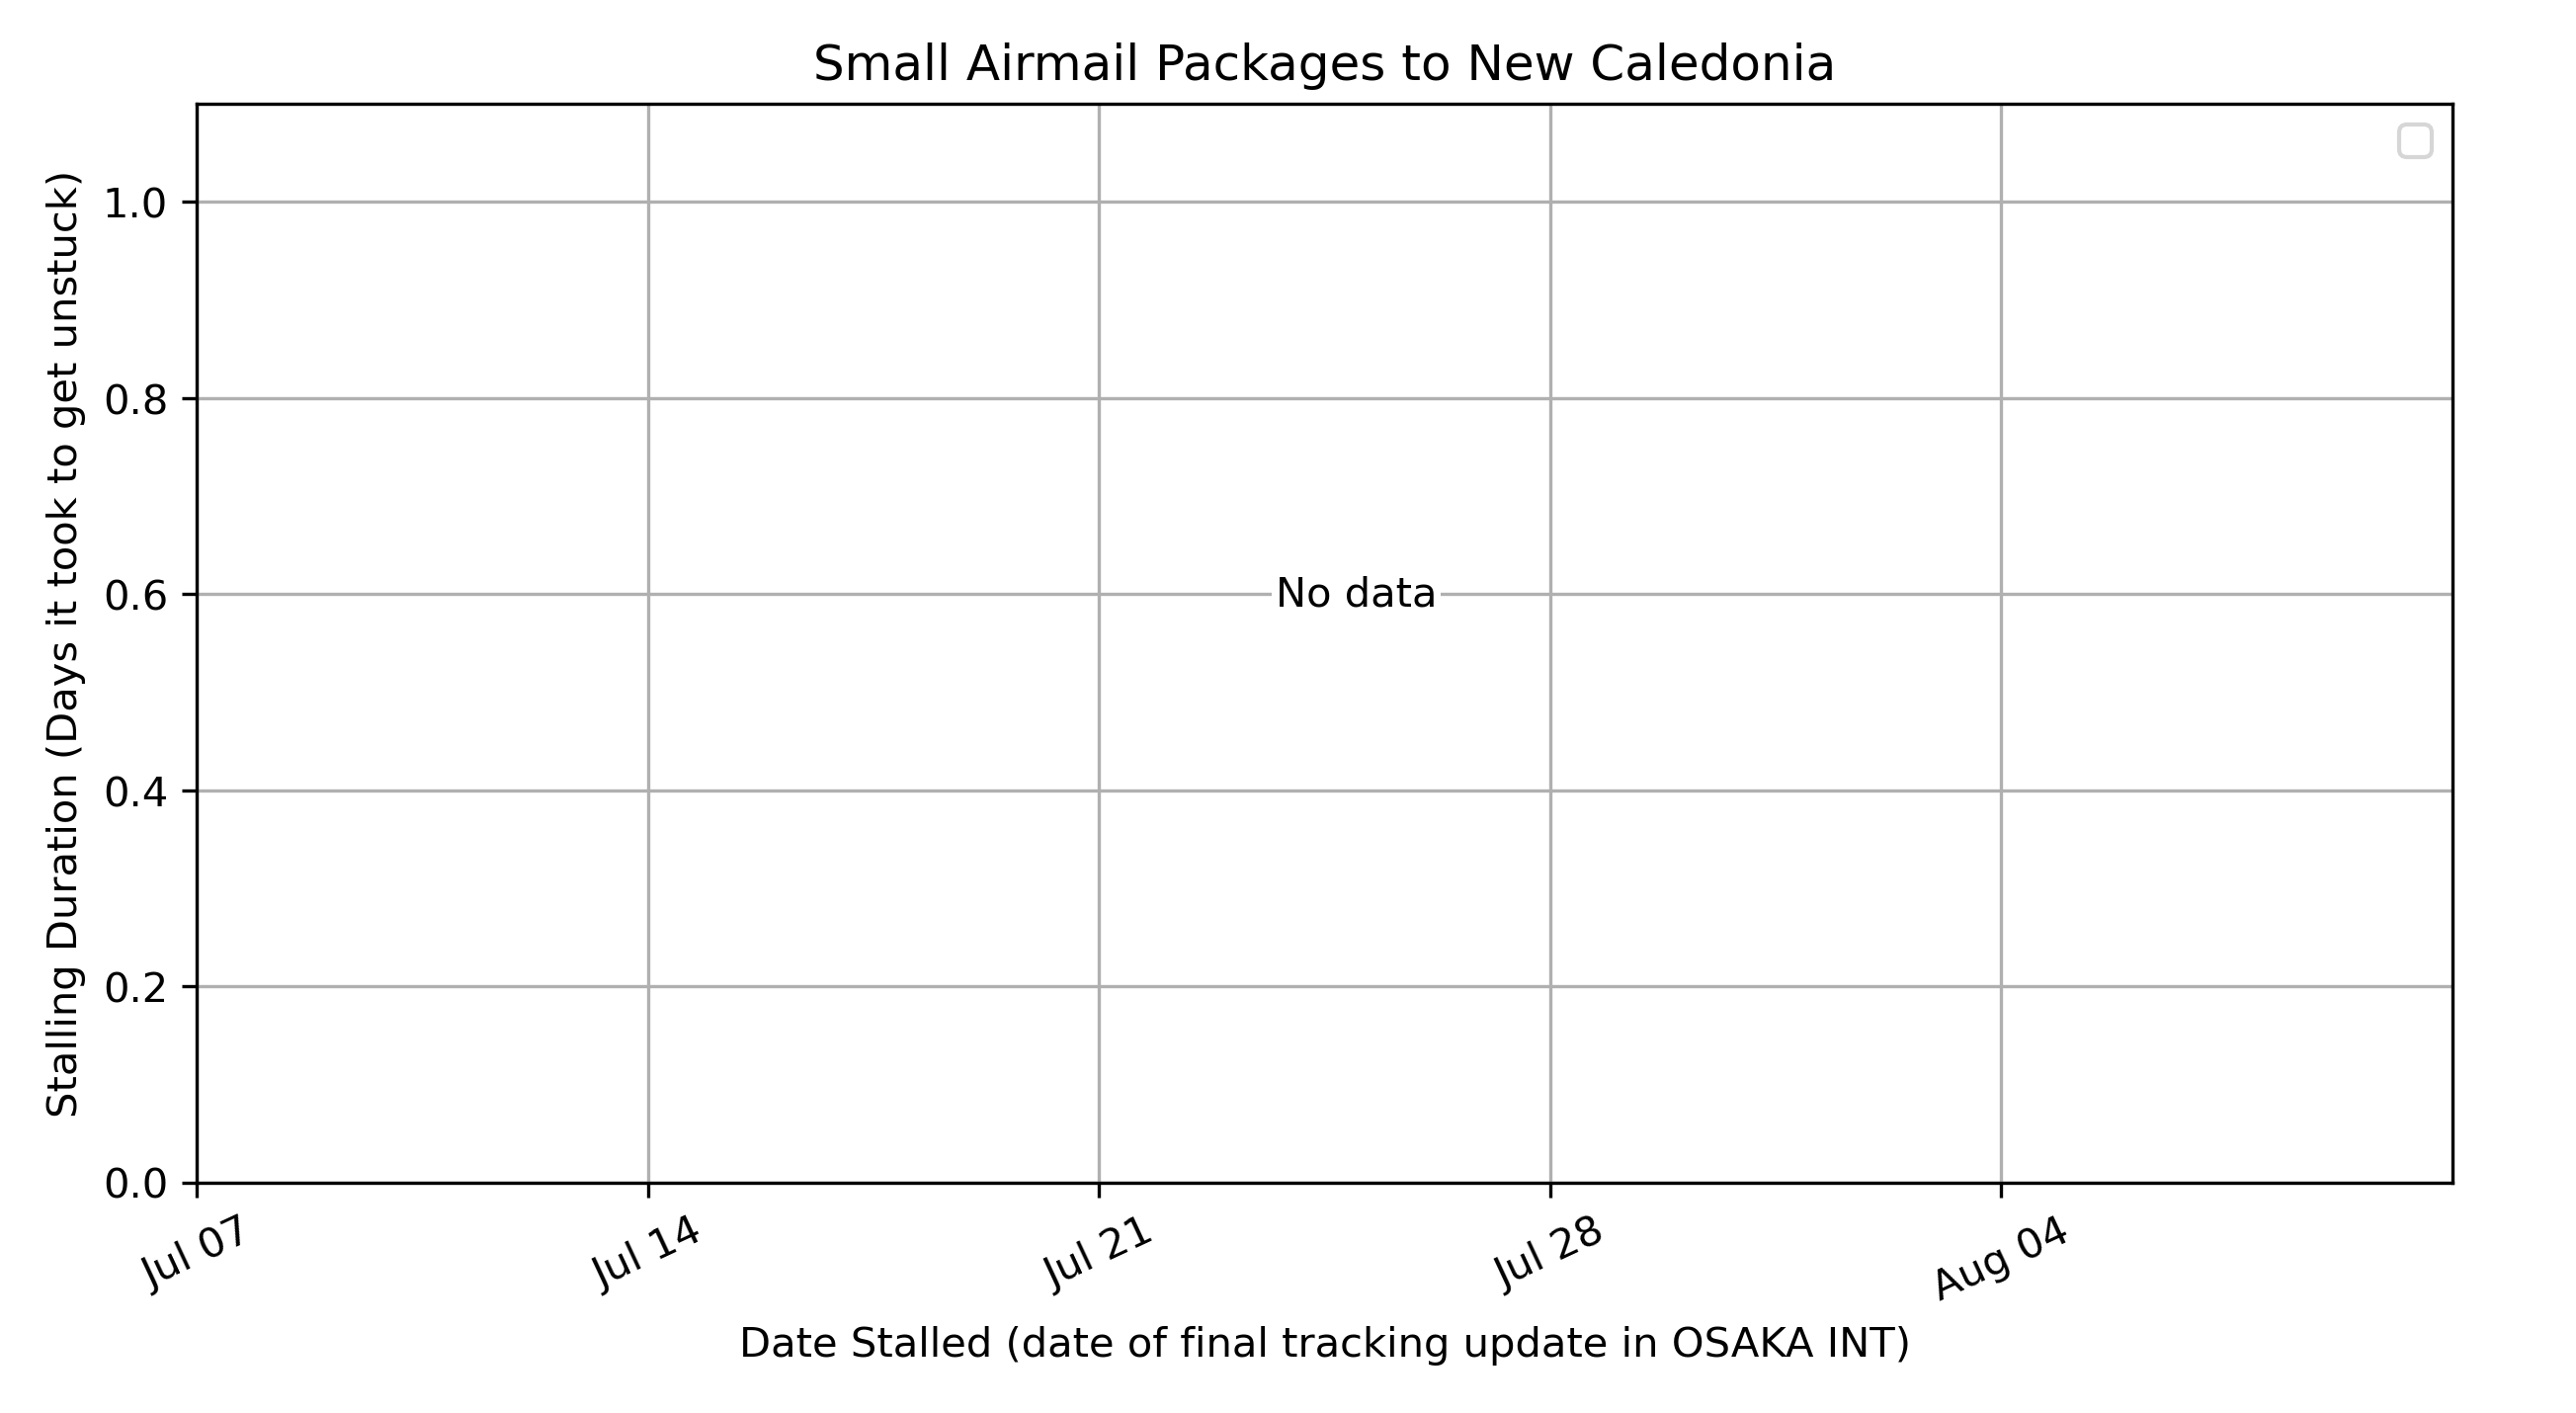 Small Airmail Packages to New Caledonia
Stalling Duration (Days it took to get unstuck)
1.0
0.8
0.6
0.4
0.2
0.0
No data
Jul 07
Jul 14
Jul 21
Jul 28
Aug 04
Date Stalled (date of final tracking update in OSAKA INT)